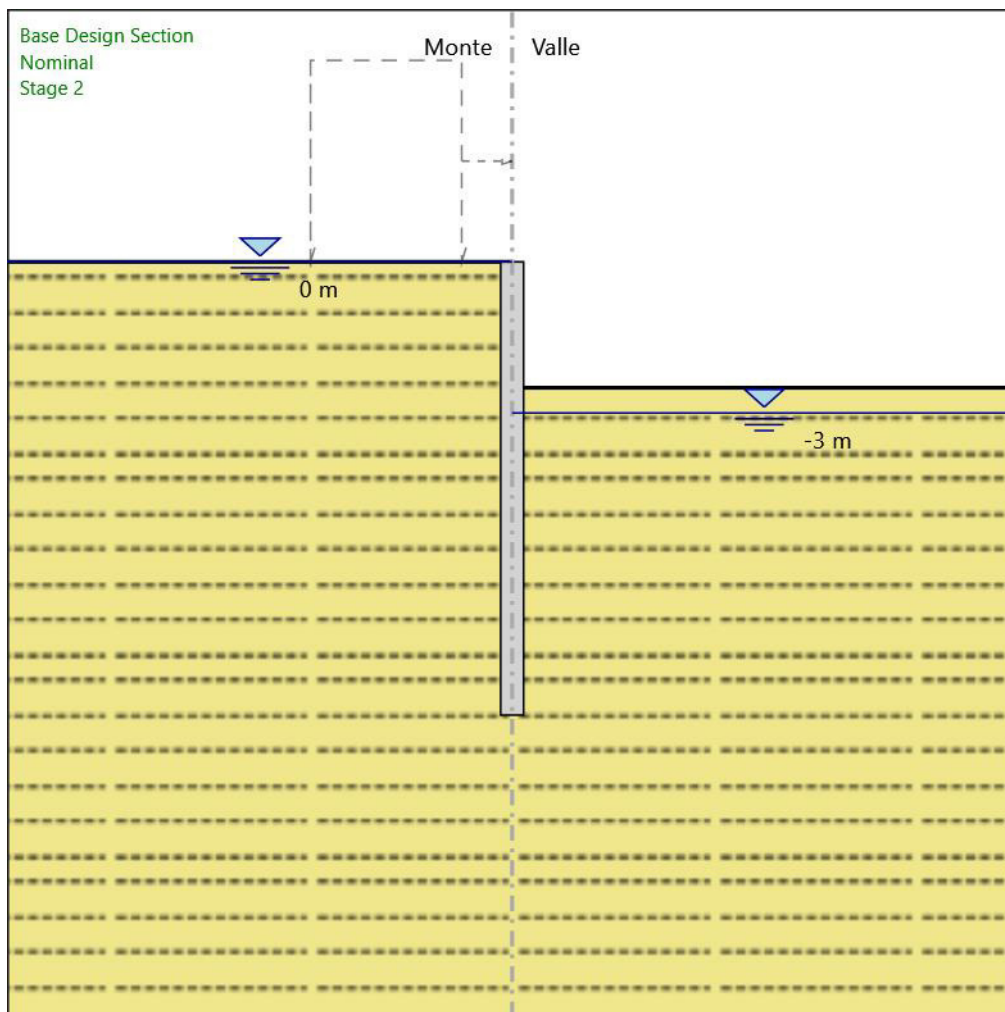 Base Design Section
Nominal
Stage 2
Monte
Valle
0 m
-3 m